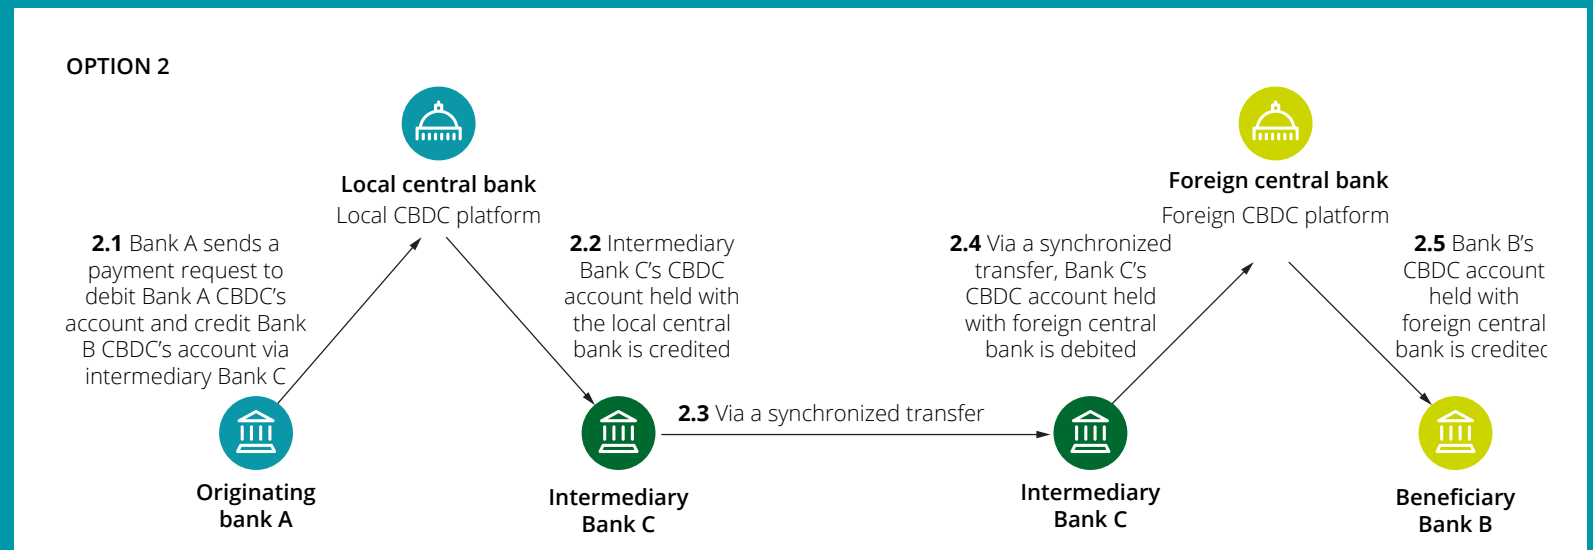 OPTION 2
Local central bank
Local CBDC platform
Foreign central bank
Foreign CBDC platform
2.1 Bank A sends a
payment request to
debit Bank A CBDC’s
account and credit Bank
B CBDC’s account via
intermediary Bank C
2.2 Intermediary
Bank C’s CBDC
account held with
the local central
bank is credited
2.3 Via a synchronized transfer
2.4 Via a synchronized
transfer, Bank C’s
CBDC account held
with foreign central
bank is debited
2.5 Bank B’s
CBDC account
held with
foreign central
bank is credited
Originating
bank A
Intermediary
Bank C
Intermediary
Bank C
Beneficiary
Bank B